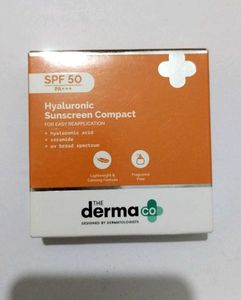 SPF 50
PA+++
Hyaluronic
Sunscreen Compact
FOR EASY REAPPLICATION
+ hyaluronic acid
+ ceramide
+ uv broad spectrum
Lightweight &
Calming Formula
Fragrance
Free
THE
derma co
DESIGNED BY DERMATOLOGISTS